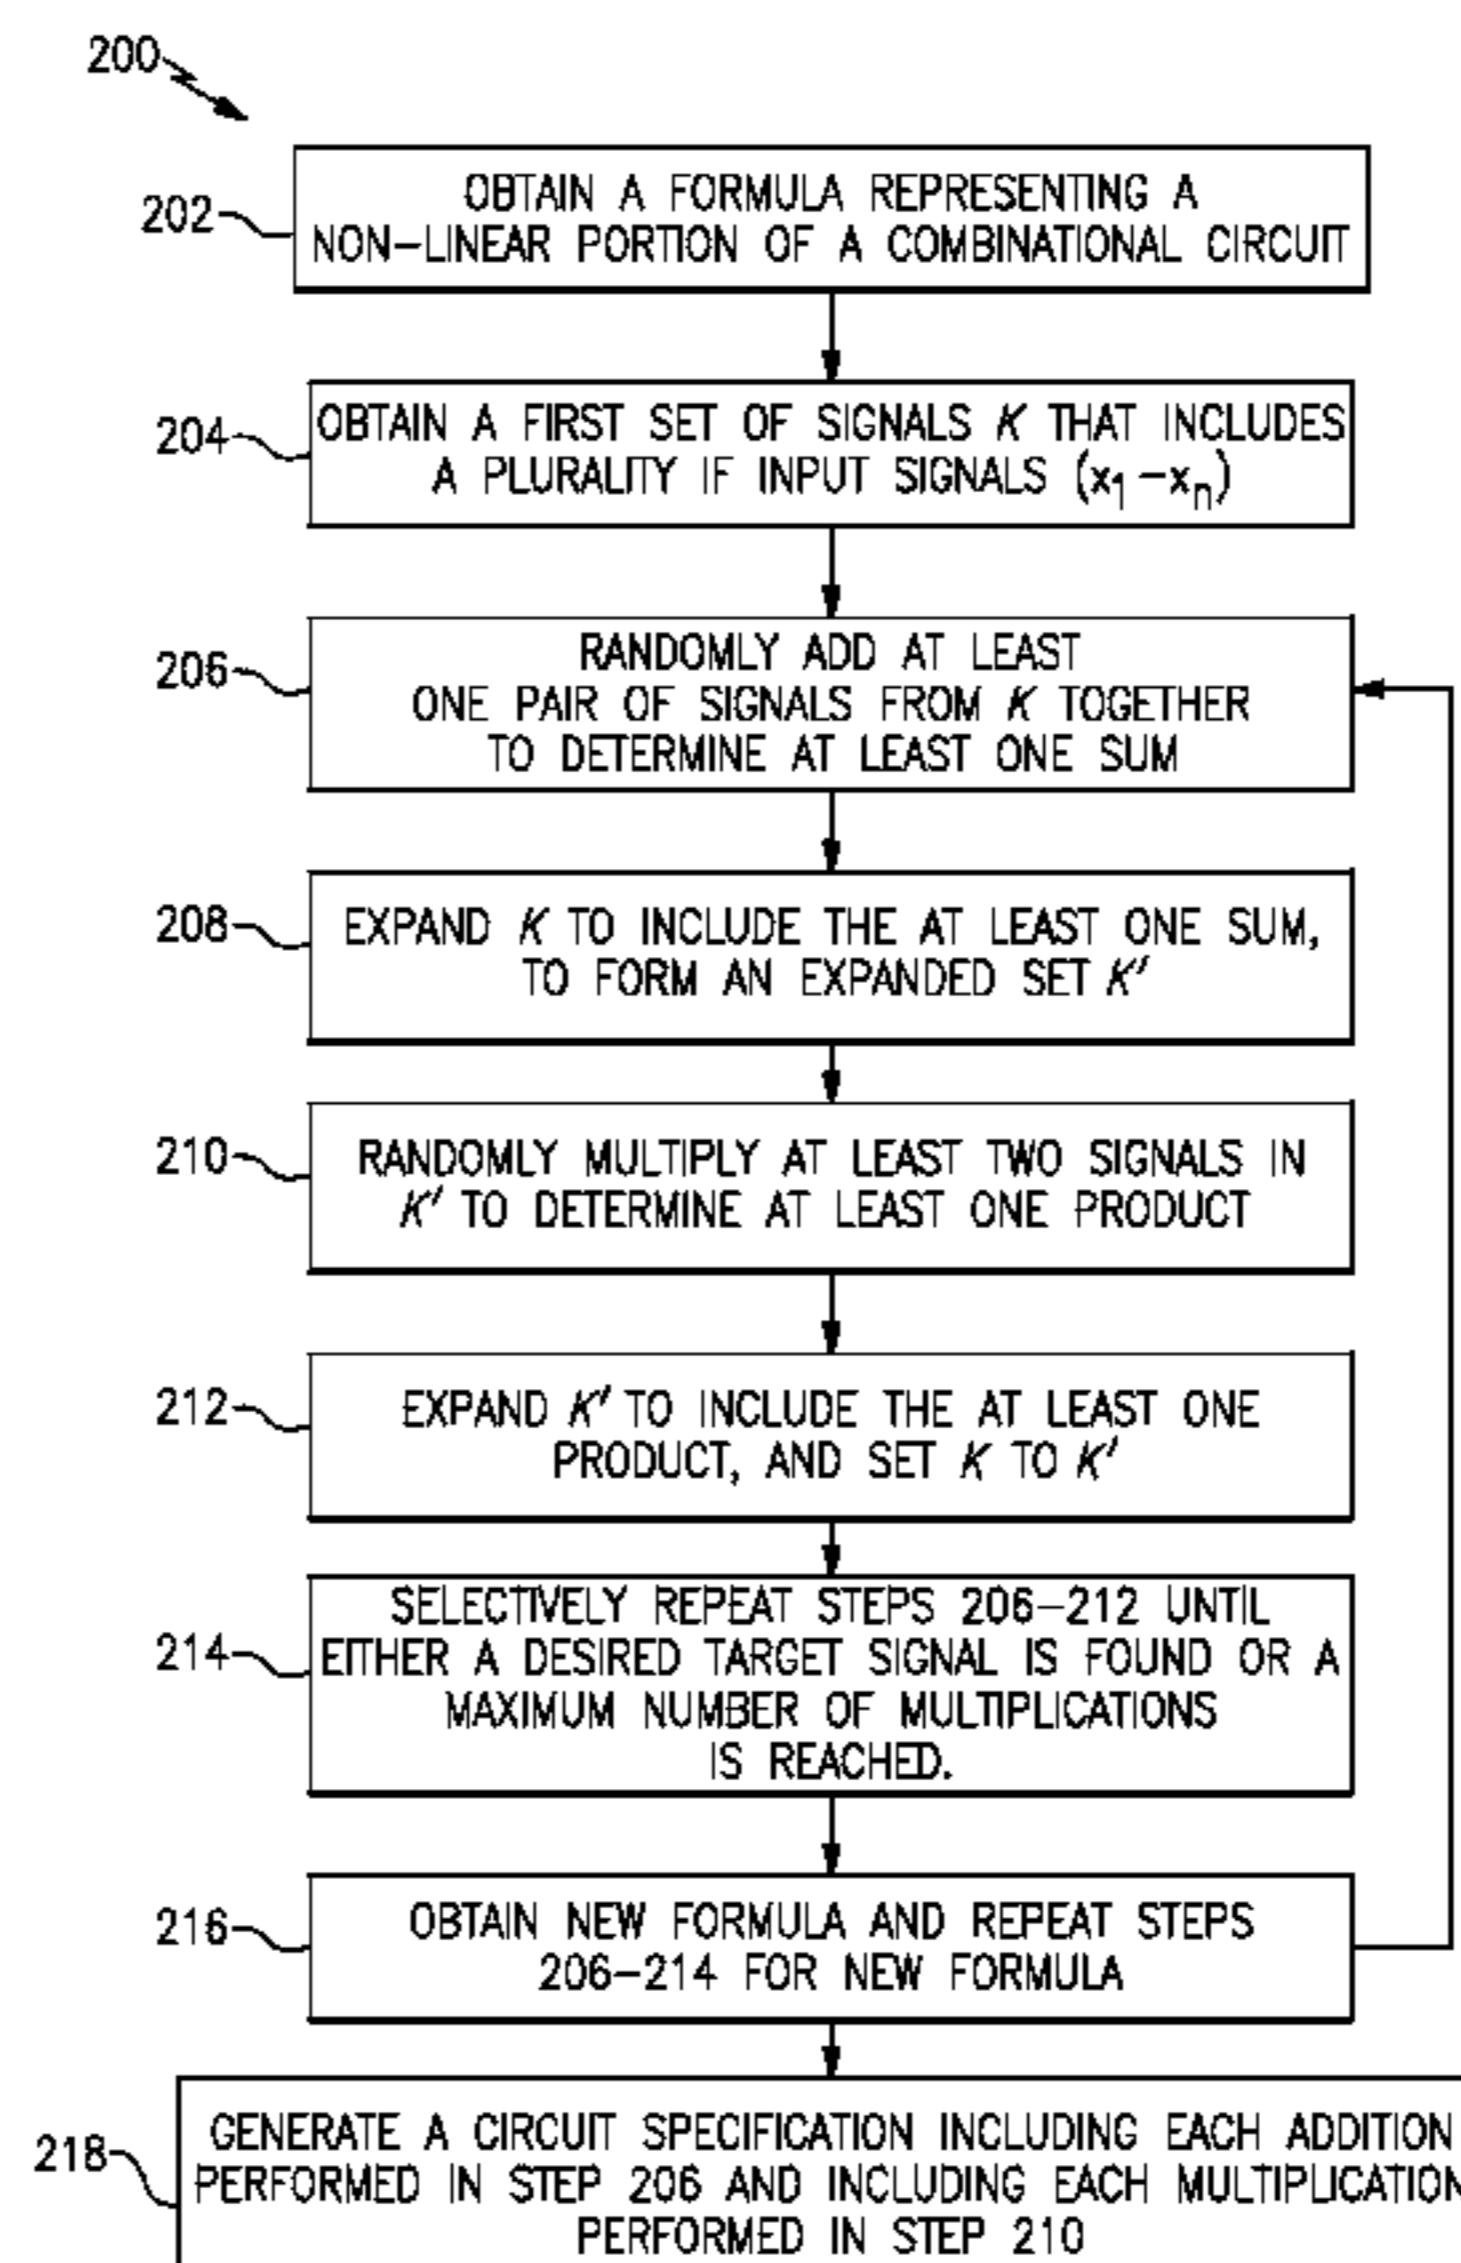 200
202
OBTAIN A FORMULA REPRESENTING A
NON-LINEAR PORTION OF A COMBINATIONAL CIRCUIT
204
OBTAIN A FIRST SET OF SIGNALS K THAT INCLUDES
A PLURALITY IF INPUT SIGNALS (x1-xn)
206
RANDOMLY ADD AT LEAST
ONE PAIR OF SIGNALS FROM K TOGETHER
TO DETERMINE AT LEAST ONE SUM
208
EXPAND K TO INCLUDE THE AT LEAST ONE SUM,
TO FORM AN EXPANDED SET K'
210
RANDOMLY MULTIPLY AT LEAST TWO SIGNALS IN
K' TO DETERMINE AT LEAST ONE PRODUCT
212
EXPAND K' TO INCLUDE THE AT LEAST ONE
PRODUCT, AND SET K TO K'
214
SELECTIVELY REPEAT STEPS 206-212 UNTIL
EITHER A DESIRED TARGET SIGNAL IS FOUND OR A
MAXIMUM NUMBER OF MULTIPLICATIONS
IS REACHED.
216
OBTAIN NEW FORMULA AND REPEAT STEPS
206-214 FOR NEW FORMULA
218
GENERATE A CIRCUIT SPECIFICATION INCLUDING EACH ADDITION
PERFORMED IN STEP 206 AND INCLUDING EACH MULTIPLICATION
PERFORMED IN STEP 210